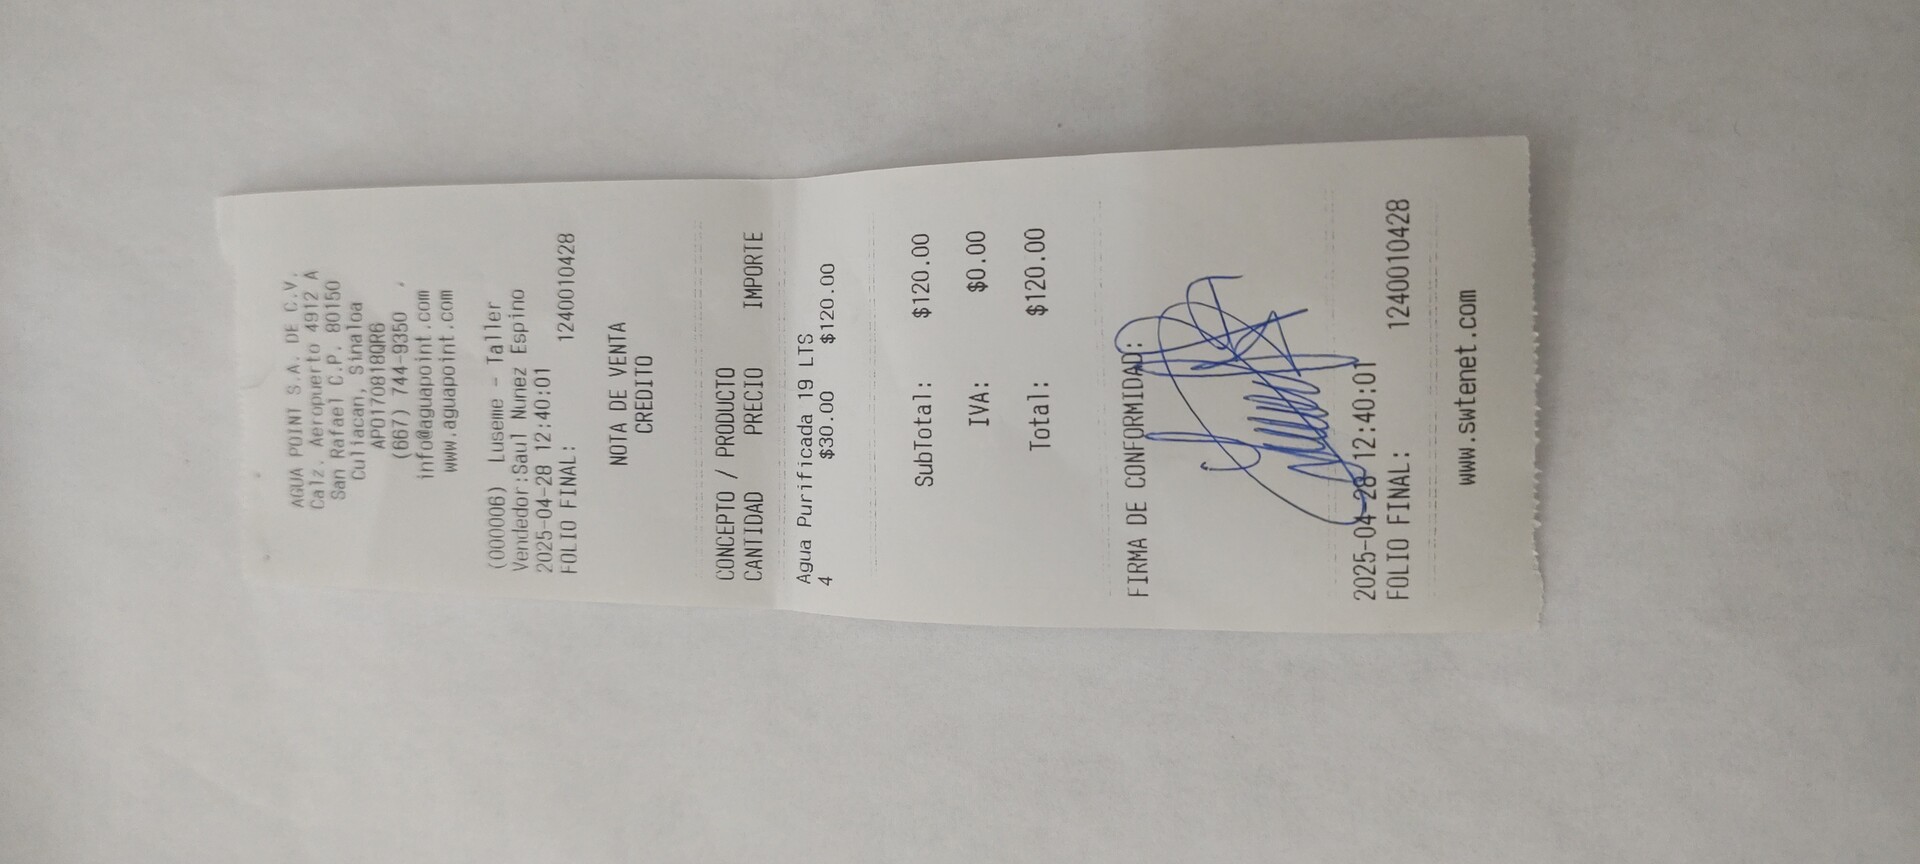 AGUA POINT S.A. DE C.V.
Calz. Aeropuerto 4912 A
San Rafael C.P. 80150
Culiacan, Sinaloa
APO170818QR6
(667) 744-9350
info@aguapoint.com
www.aguapoint.com
(000006) Luseme - Taller
Vendedor:Saul Nunez Espino
2025-04-28 12:40:01
FOLIO FINAL: 1240010428
NOTA DE VENTA
CREDITO
CONCEPTO / PRODUCTO
CANTIDAD PRECIO IMPORTE
Agua Purificada 19 LTS
4 $30.00 $120.00
SubTotal: $120.00
IVA: $0.00
Total: $120.00
FIRMA DE CONFORMIDAD:
2025-04-28 12:40:01
FOLIO FINAL: 1240010428
www.swtenet.com